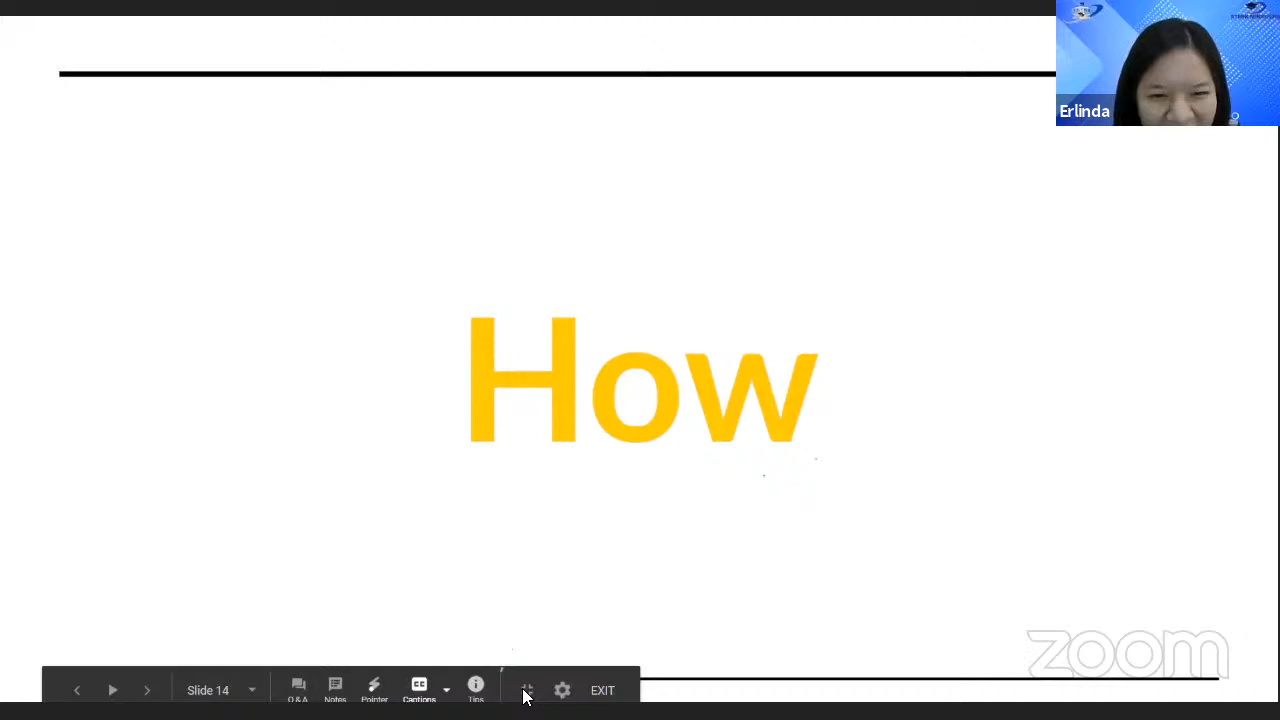 Erlinda
How
zoom
Slide 14
Q & A
Notes
Pointer
Captions
Tips
EXIT